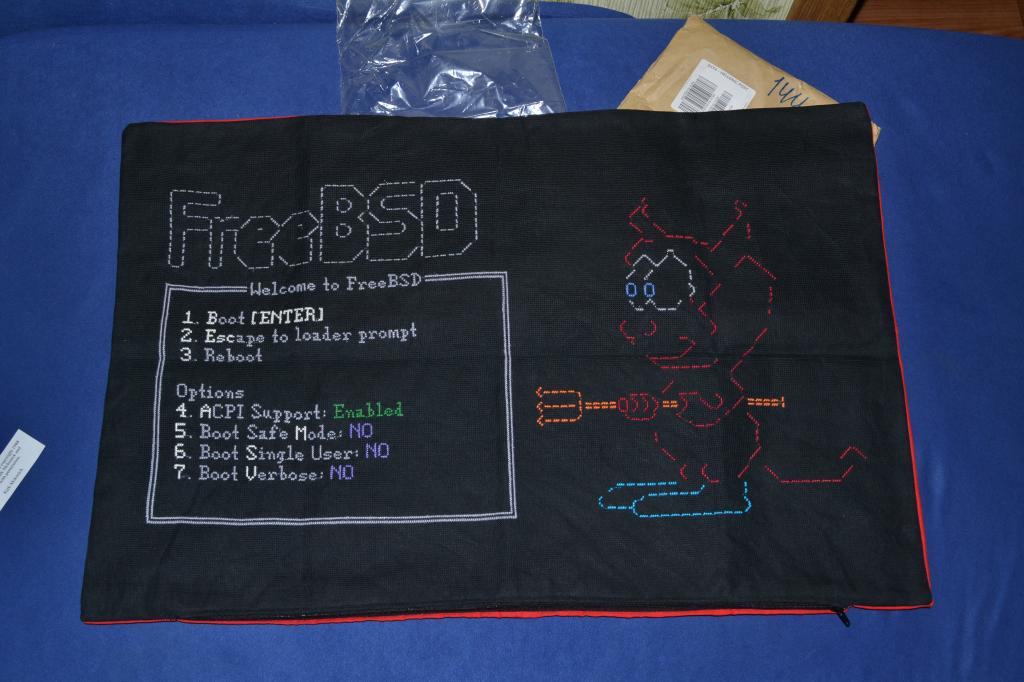 FreeBSD
Welcome to FreeBSD
1. Boot [ENTER]
2. Escape to loader prompt
3. Reboot
Options
4. ACPI Support: Enabled
5. Boot Safe Mode: NO
6. Boot Single User: NO
7. Boot Verbose: NO